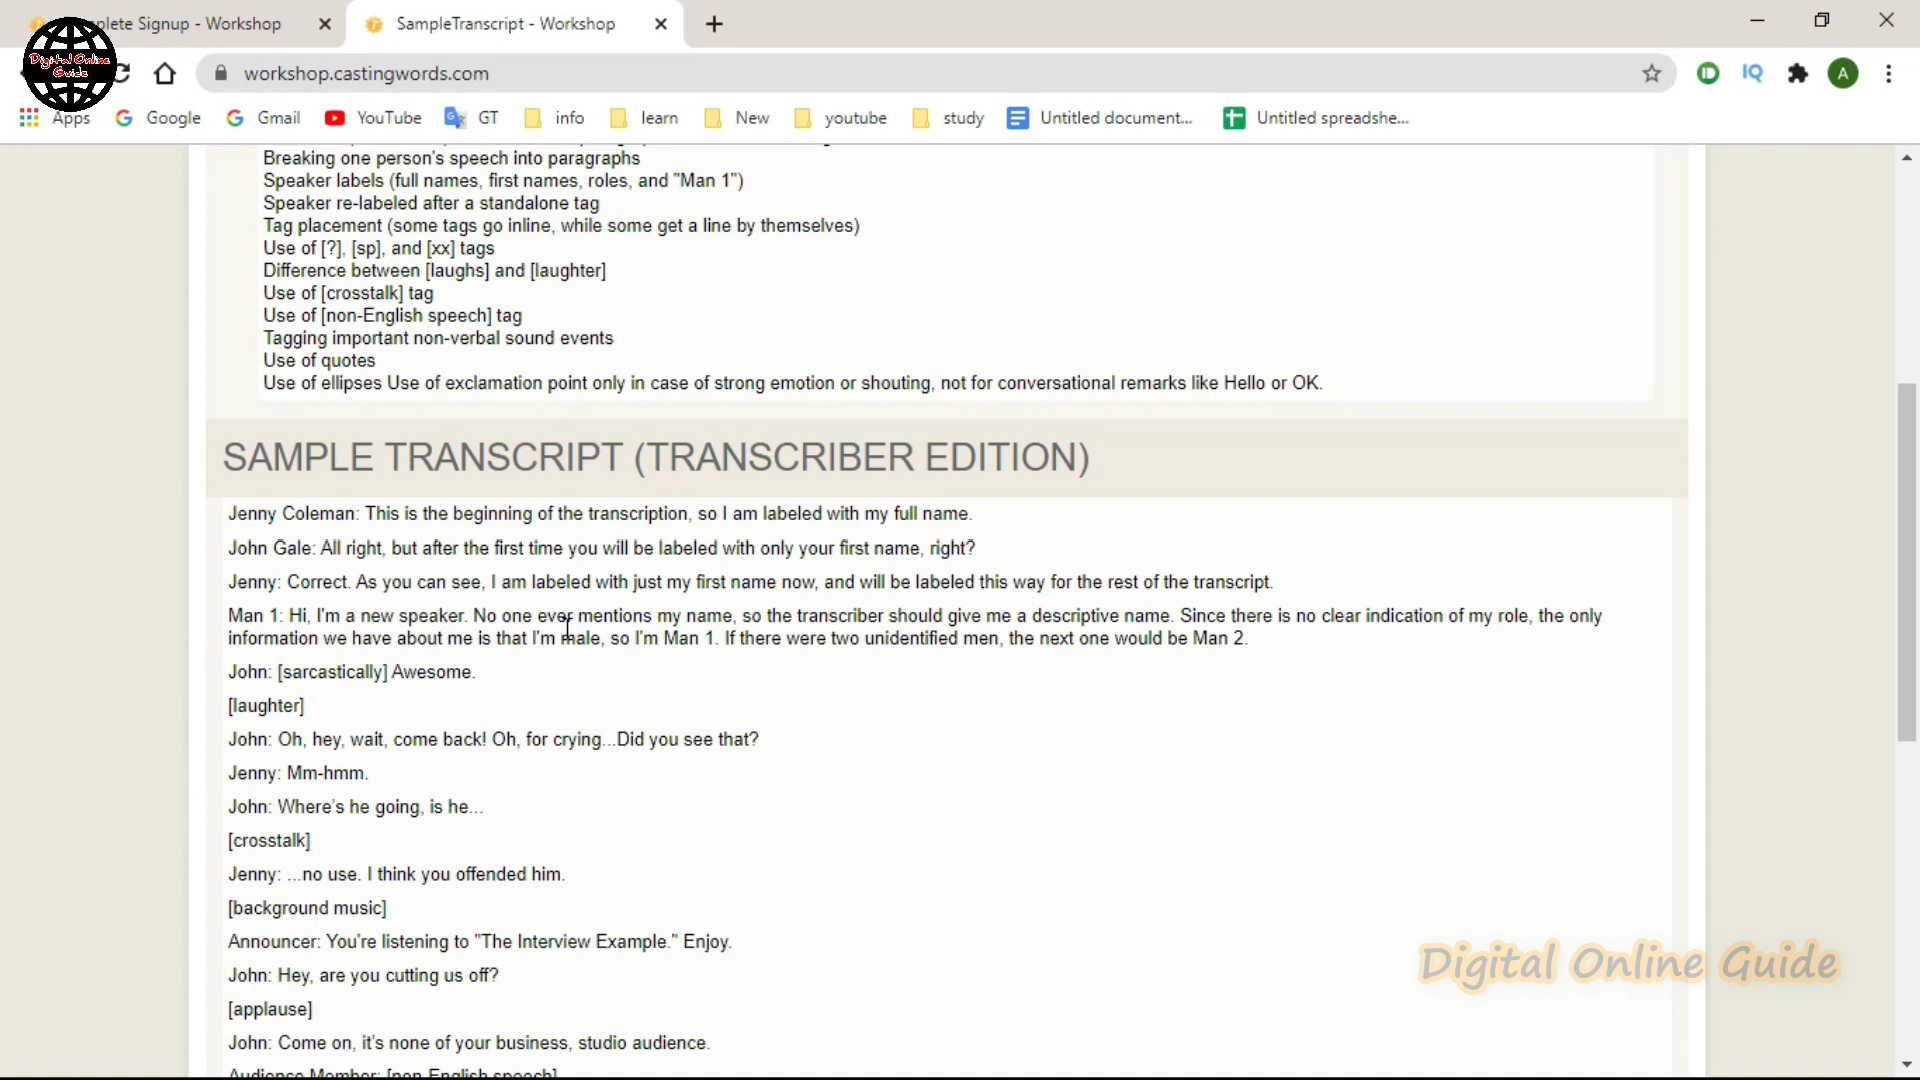 plete Signup - Workshop
SampleTranscript - Workshop
Digital Online
Guide
workshop.castingwords.com
IQ
A
Apps
Google
Gmail
YouTube
GT
info
learn
New
youtube
study
Untitled document...
Untitled spreadshe...
Breaking one person's speech into paragraphs
Speaker labels (full names, first names, roles, and "Man 1")
Speaker re-labeled after a standalone tag
Tag placement (some tags go inline, while some get a line by themselves)
Use of [?], [sp], and [xx] tags
Difference between [laughs] and [laughter]
Use of [crosstalk] tag
Use of [non-English speech] tag
Tagging important non-verbal sound events
Use of quotes
Use of ellipses Use of exclamation point only in case of strong emotion or shouting, not for conversational remarks like Hello or OK.
SAMPLE TRANSCRIPT (TRANSCRIBER EDITION)
Jenny Coleman: This is the beginning of the transcription, so I am labeled with my full name.
John Gale: All right, but after the first time you will be labeled with only your first name, right?
Jenny: Correct. As you can see, I am labeled with just my first name now, and will be labeled this way for the rest of the transcript.
Man 1: Hi, I'm a new speaker. No one ever mentions my name, so the transcriber should give me a descriptive name. Since there is no clear indication of my role, the only
information we have about me is that I'm male, so I'm Man 1. If there were two unidentified men, the next one would be Man 2.
John: [sarcastically] Awesome.
[laughter]
John: Oh, hey, wait, come back! Oh, for crying...Did you see that?
Jenny: Mm-hmm.
John: Where's he going, is he...
[crosstalk]
Jenny: ...no use. I think you offended him.
[background music]
Announcer: You're listening to "The Interview Example." Enjoy.
John: Hey, are you cutting us off?
[applause]
John: Come on, it's none of your business, studio audience.
Audience Member: [non-English speech]
Digital Online Guide